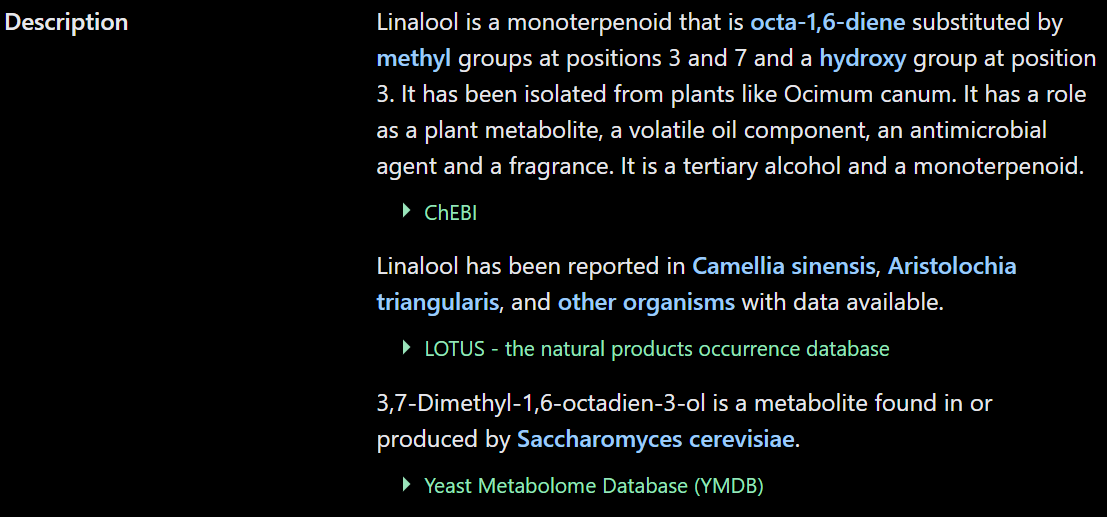 Description
Linalool is a monoterpenoid that is octa-1,6-diene substituted by
methyl groups at positions 3 and 7 and a hydroxy group at position
3. It has been isolated from plants like Ocimum canum. It has a role
as a plant metabolite, a volatile oil component, an antimicrobial
agent and a fragrance. It is a tertiary alcohol and a monoterpenoid.
ChEBI
Linalool has been reported in Camellia sinensis, Aristolochia
triangularis, and other organisms with data available.
LOTUS - the natural products occurrence database
3,7-Dimethyl-1,6-octadien-3-ol is a metabolite found in or
produced by Saccharomyces cerevisiae.
Yeast Metabolome Database (YMDB)